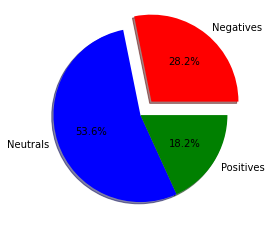 Negatives
28.2%
53.6%
Neutrals
18.2%
Positives